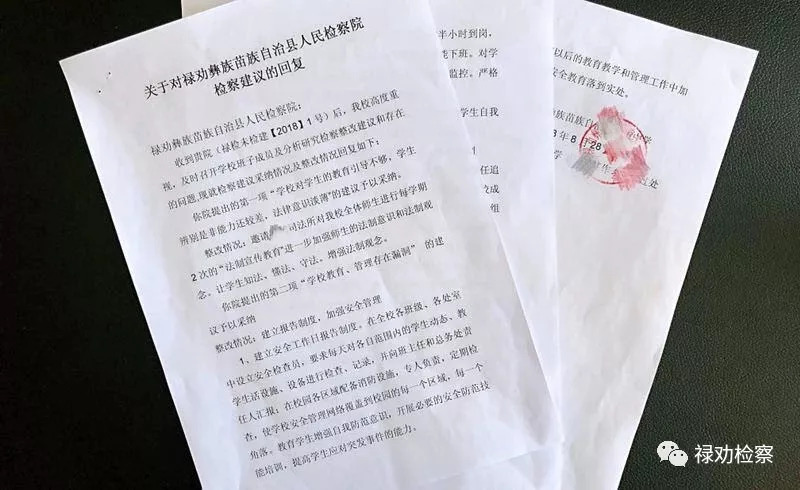 关于对禄劝彝族苗族自治县人民检察院
检察建议的回复
禄劝彝族苗族自治县人民检察院：
收到贵院（禄检未检建【2018】1号）后，我校高度重
视，及时召开学校班子成员及分析研究检察整改建议和存在
的问题,现就检察建议采纳情况及整改情况回复如下：
你院提出的第一项“学校对学生的教育引导不够，学生
辨别是非能力还较差，法律意识淡薄”的建议予以采纳。
整改情况：邀请 司法所对我校全体师生进行每学期
2次的“法制宣传教育”进一步加强师生的法制意识和法制观
念。让学生知法、懂法、守法。增强法制观念。
你院提出的第二项“学校教育、管理存在漏洞” 的建
议予以采纳
整改情况：建立报告制度，加强安全管理
1、建立安全工作日报告制度。在全校各班级、各处室
中设立安全检查员，要求每天对各自范围内的学生动态、教
学生活设施、设备进行检查、记录，并向班主任和总务处责
任人汇报；在校园各区域配备消防设施，专人负责，定期检
查，使学校安全管理网络覆盖到校园的每一个区域，每一个
角落。教育学生增强自我防范意识，开展必要的安全防范技
能培训，提高学生应对突发事件的能力。
半小时到岗，
能下班。对学
监控。严格
学生自我
任追
校成
组
以后的教育教学和管理工作中加
安全教育落到实处。
族苗族自治
8年8月28
处
禄劝检察